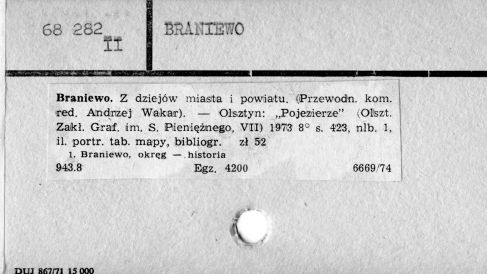 68 282 II BRANIEWO
Braniewo. Z dziejów miasta i powiatu. (Przewodn. kom.
red. Andrzej Wakar). — Olsztyn: „Pojezierze” (Olszt.
Zakł. Graf. im. S. Pieniężnego, VII) 1973 8° s. 423, nlb. 1,
il. portr. tab. mapy, bibliogr. zł 52
1. Braniewo, okręg — historia
943.8 Egz. 4200 6669/74
DUJ 867/71 15 000